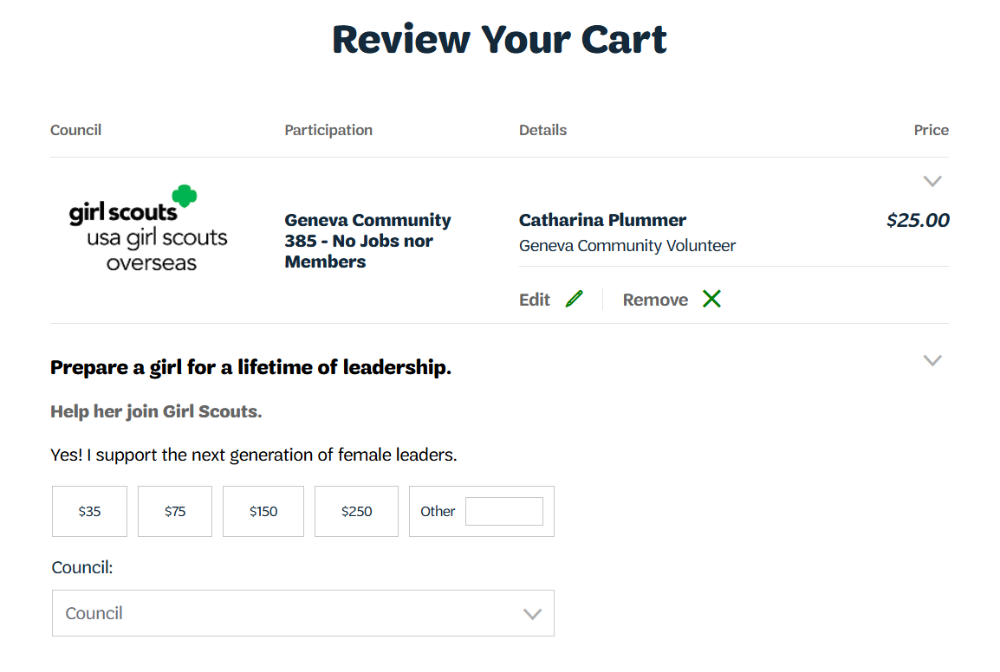 Review Your Cart
Council Participation Details Price
girl scouts
usa girl scouts
overseas
Geneva Community
385 - No Jobs nor
Members
Catharina Plummer
Geneva Community Volunteer
$25.00
Edit Remove
Prepare a girl for a lifetime of leadership.
Help her join Girl Scouts.
Yes! I support the next generation of female leaders.
$35 $75 $150 $250 Other
Council:
Council